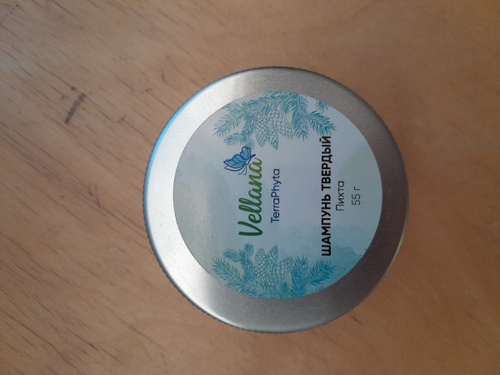 Vellana
TerraPhyta
ШАМПУНЬ ТВЕРДЫЙ
Пихта
55 г